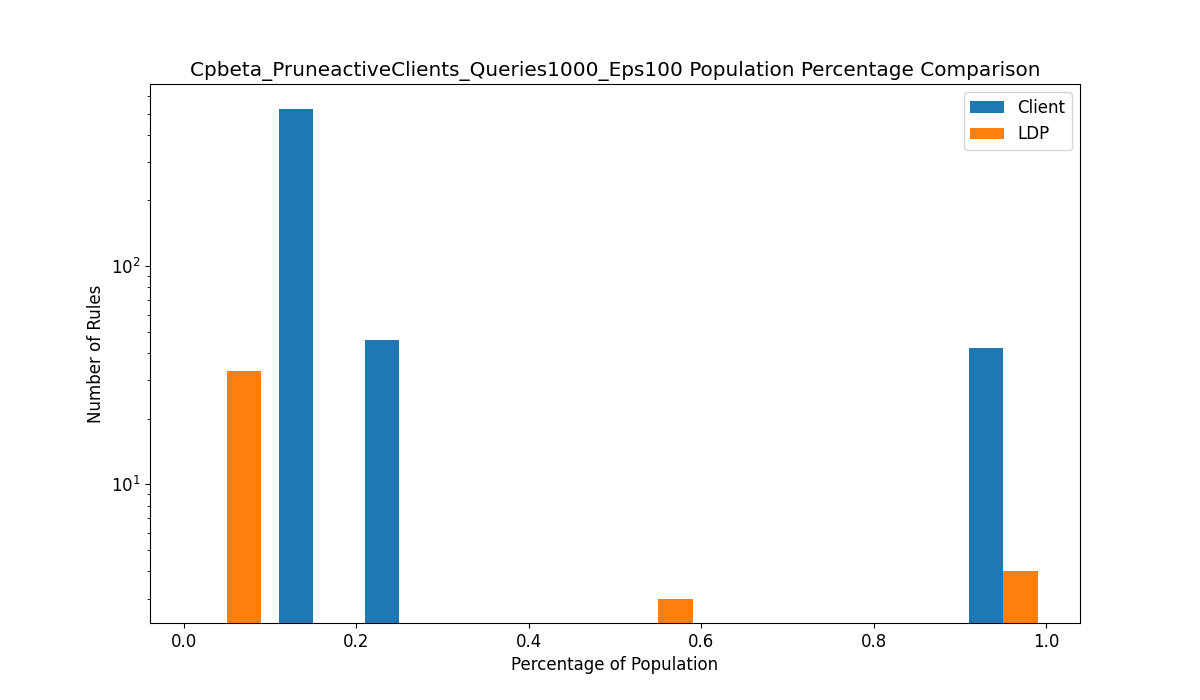 Cpbeta_PruneactiveClients_Queries1000_Eps100 Population Percentage Comparison
Client
LDP
Number of Rules
10²
10¹
0.0 0.2 0.4 0.6 0.8 1.0
Percentage of Population